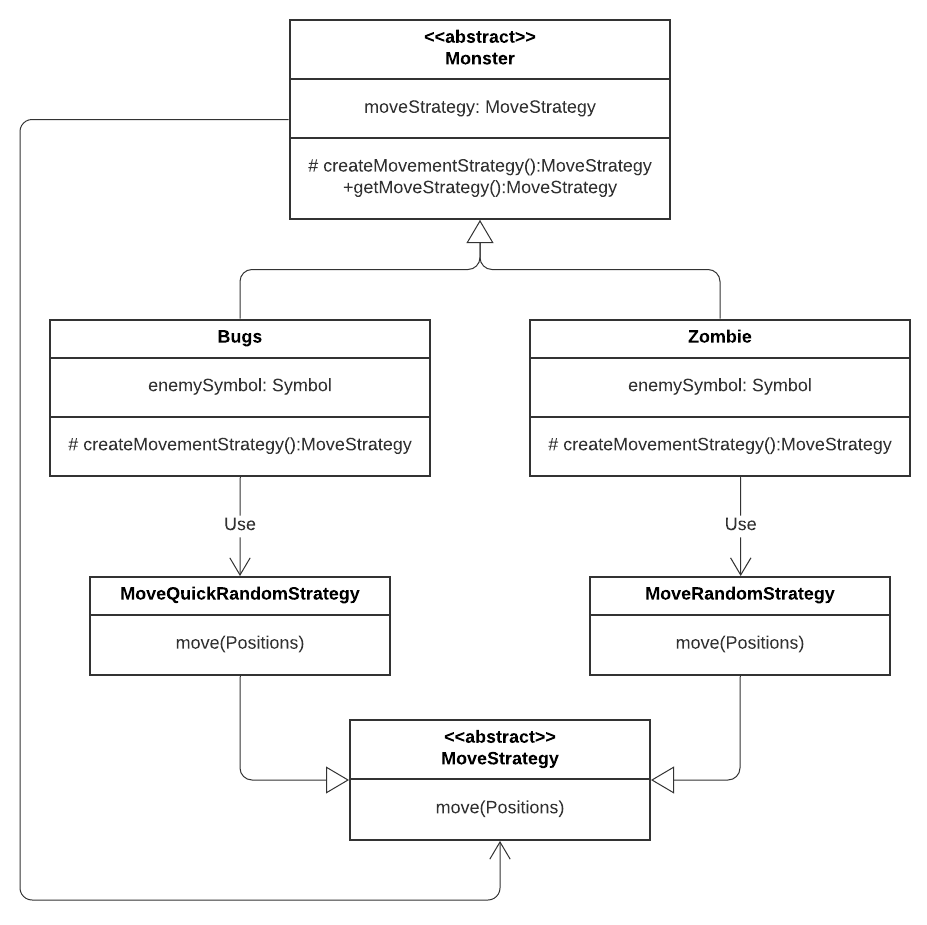 <<abstract>>
Monster
moveStrategy: MoveStrategy
# createMovementStrategy():MoveStrategy
+getMoveStrategy():MoveStrategy
Bugs
enemySymbol: Symbol
# createMovementStrategy():MoveStrategy
Zombie
enemySymbol: Symbol
# createMovementStrategy():MoveStrategy
Use
Use
MoveQuickRandomStrategy
move(Positions)
MoveRandomStrategy
move(Positions)
<<abstract>>
MoveStrategy
move(Positions)